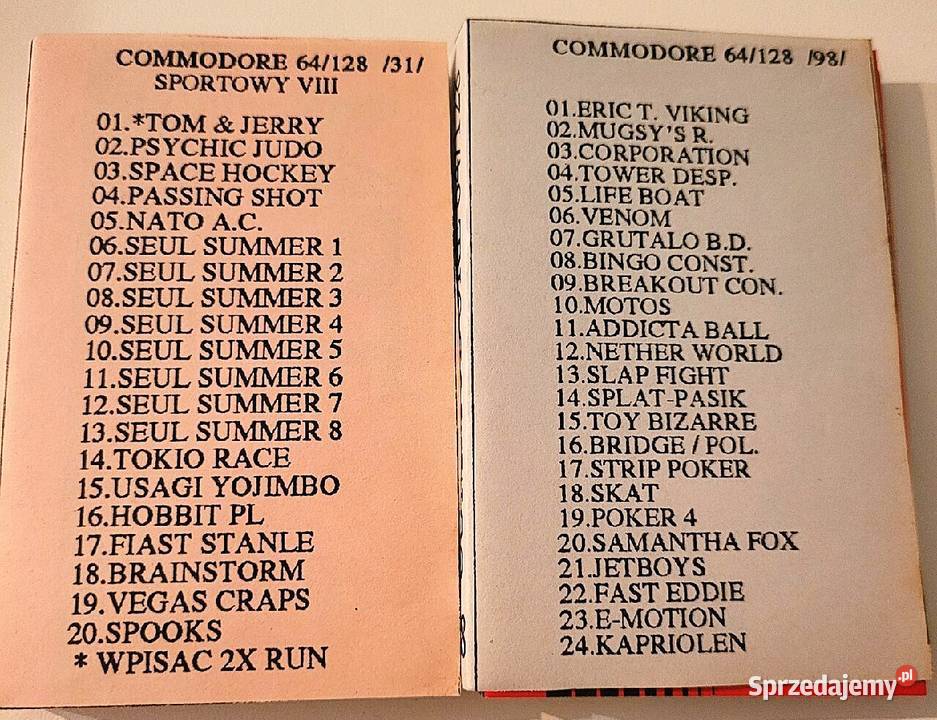 COMMODORE 64/128 /31/
SPORTOWY VIII
01.*TOM & JERRY
02.PSYCHIC JUDO
03.SPACE HOCKEY
04.PASSING SHOT
05.NATO A.C.
06.SEUL SUMMER 1
07.SEUL SUMMER 2
08.SEUL SUMMER 3
09.SEUL SUMMER 4
10.SEUL SUMMER 5
11.SEUL SUMMER 6
12.SEUL SUMMER 7
13.SEUL SUMMER 8
14.TOKIO RACE
15.USAGI YOJIMBO
16.HOBBIT PL
17.FIAST STANLE
18.BRAINSTORM
19.VEGAS CRAPS
20.SPOOKS
* WPISAC 2X RUN
COMMODORE 64/128 /98/
01.ERIC T. VIKING
02.MUGSY'S R.
03.CORPORATION
04.TOWER DESP.
05.LIFE BOAT
06.VENOM
07.GRUTALO B.D.
08.BINGO CONST.
09.BREAKOUT CON.
10.MOTOS
11.ADDICTA BALL
12.NETHER WORLD
13.SLAP FIGHT
14.SPLAT-PASIK
15.TOY BIZARRE
16.BRIDGE / POL.
17.STRIP POKER
18.SKAT
19.POKER 4
20.SAMANTHA FOX
21.JETBOYS
22.FAST EDDIE
23.E-MOTION
24.KAPRIOLEN
Sprzedajemy.pl